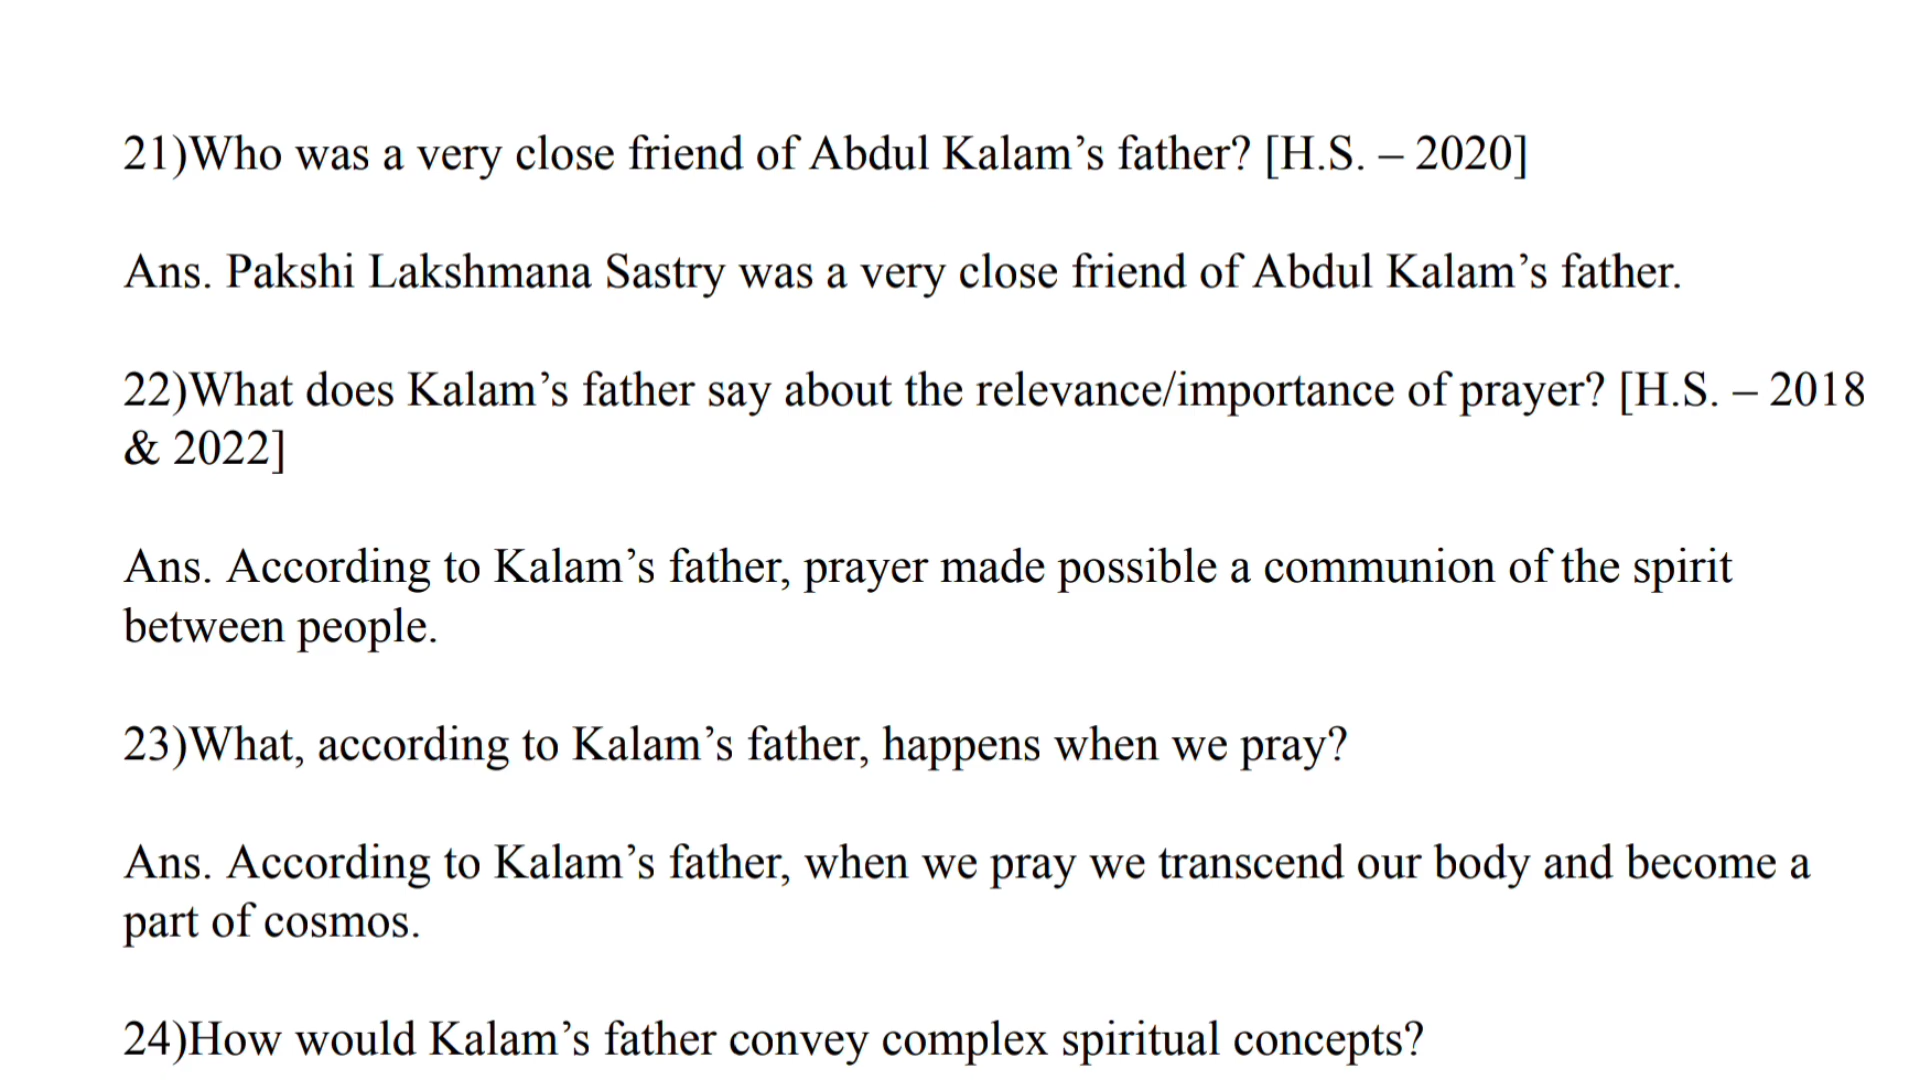 21)Who was a very close friend of Abdul Kalam’s father? [H.S. – 2020]
Ans. Pakshi Lakshmana Sastry was a very close friend of Abdul Kalam’s father.
22)What does Kalam’s father say about the relevance/importance of prayer? [H.S. – 2018
& 2022]
Ans. According to Kalam’s father, prayer made possible a communion of the spirit
between people.
23)What, according to Kalam’s father, happens when we pray?
Ans. According to Kalam’s father, when we pray we transcend our body and become a
part of cosmos.
24)How would Kalam’s father convey complex spiritual concepts?